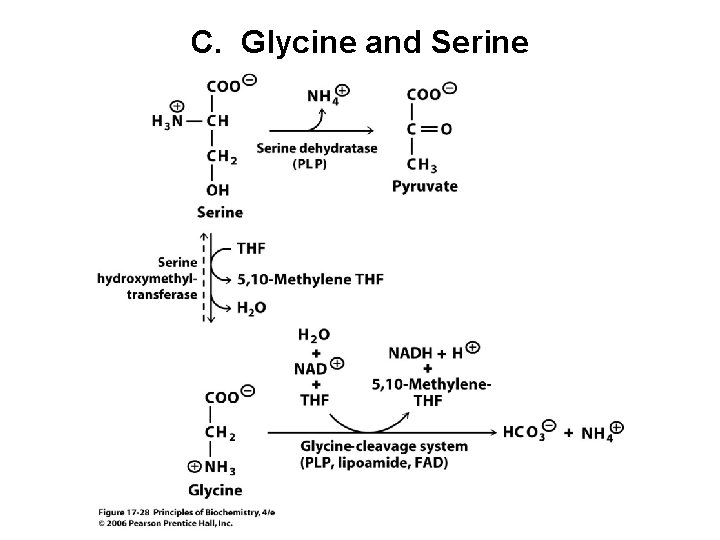 C. Glycine and Serine
COO⊖
⊕
H₃N—CH
CH₂
OH
Serine
NH₄⊕
Serine dehydratase
(PLP)
COO⊖
C=O
CH₃
Pyruvate
Serine
hydroxymethyl-
transferase
THF
5,10-Methylene THF
H₂O
H₂O
+
NAD⊕
+
THF
NADH + H⊕
+
5,10-Methylene-
THF
COO⊖
CH₂
⊕NH₃
Glycine
Glycine-cleavage system
(PLP, lipoamide, FAD)
HCO₃⊖ + NH₄⊕
Figure 17-28 Principles of Biochemistry, 4/e
© 2006 Pearson Prentice Hall, Inc.